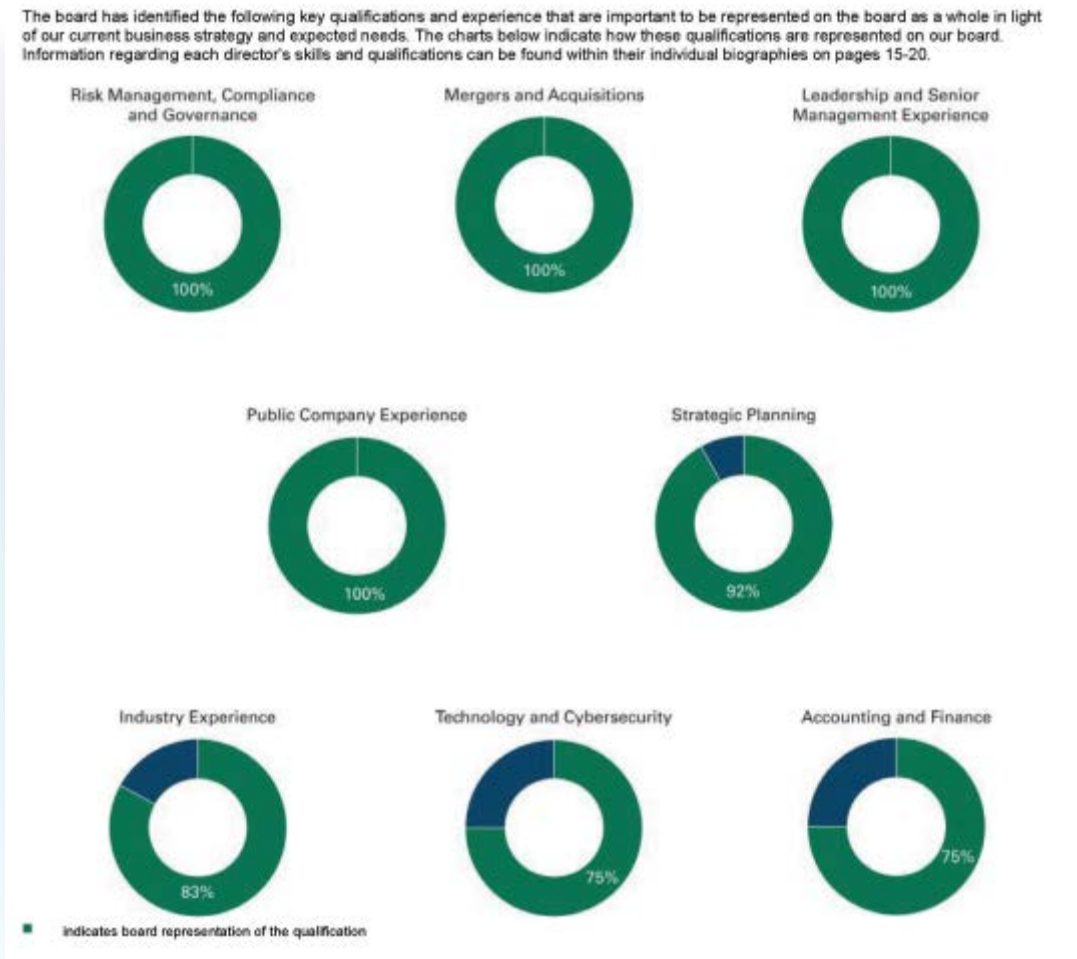 The board has identified the following key qualifications and experience that are important to be represented on the board as a whole in light
of our current business strategy and expected needs. The charts below indicate how these qualifications are represented on our board.
Information regarding each director's skills and qualifications can be found within their individual biographies on pages 15-20.
Risk Management, Compliance
and Governance
100%
Mergers and Acquisitions
100%
Leadership and Senior
Management Experience
100%
Public Company Experience
100%
Strategic Planning
92%
Industry Experience
83%
Technology and Cybersecurity
75%
Accounting and Finance
75%
indicates board representation of the qualification